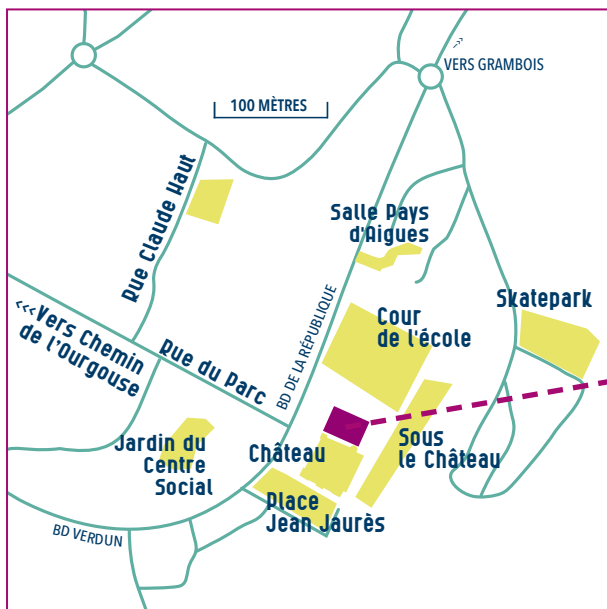 VERS GRAMBOIS
100 MÈTRES
Rue Claude Haut
Salle Pays
d'Aigues
BD DE LA RÉPUBLIQUE
Skatepark
Cour
de l'école
<<<Vers Chemin
de l'Ourgouse
Rue du Parc
Jardin du
Centre
Social
Château
Sous
le Château
Place
Jean Jaurès
BD VERDUN